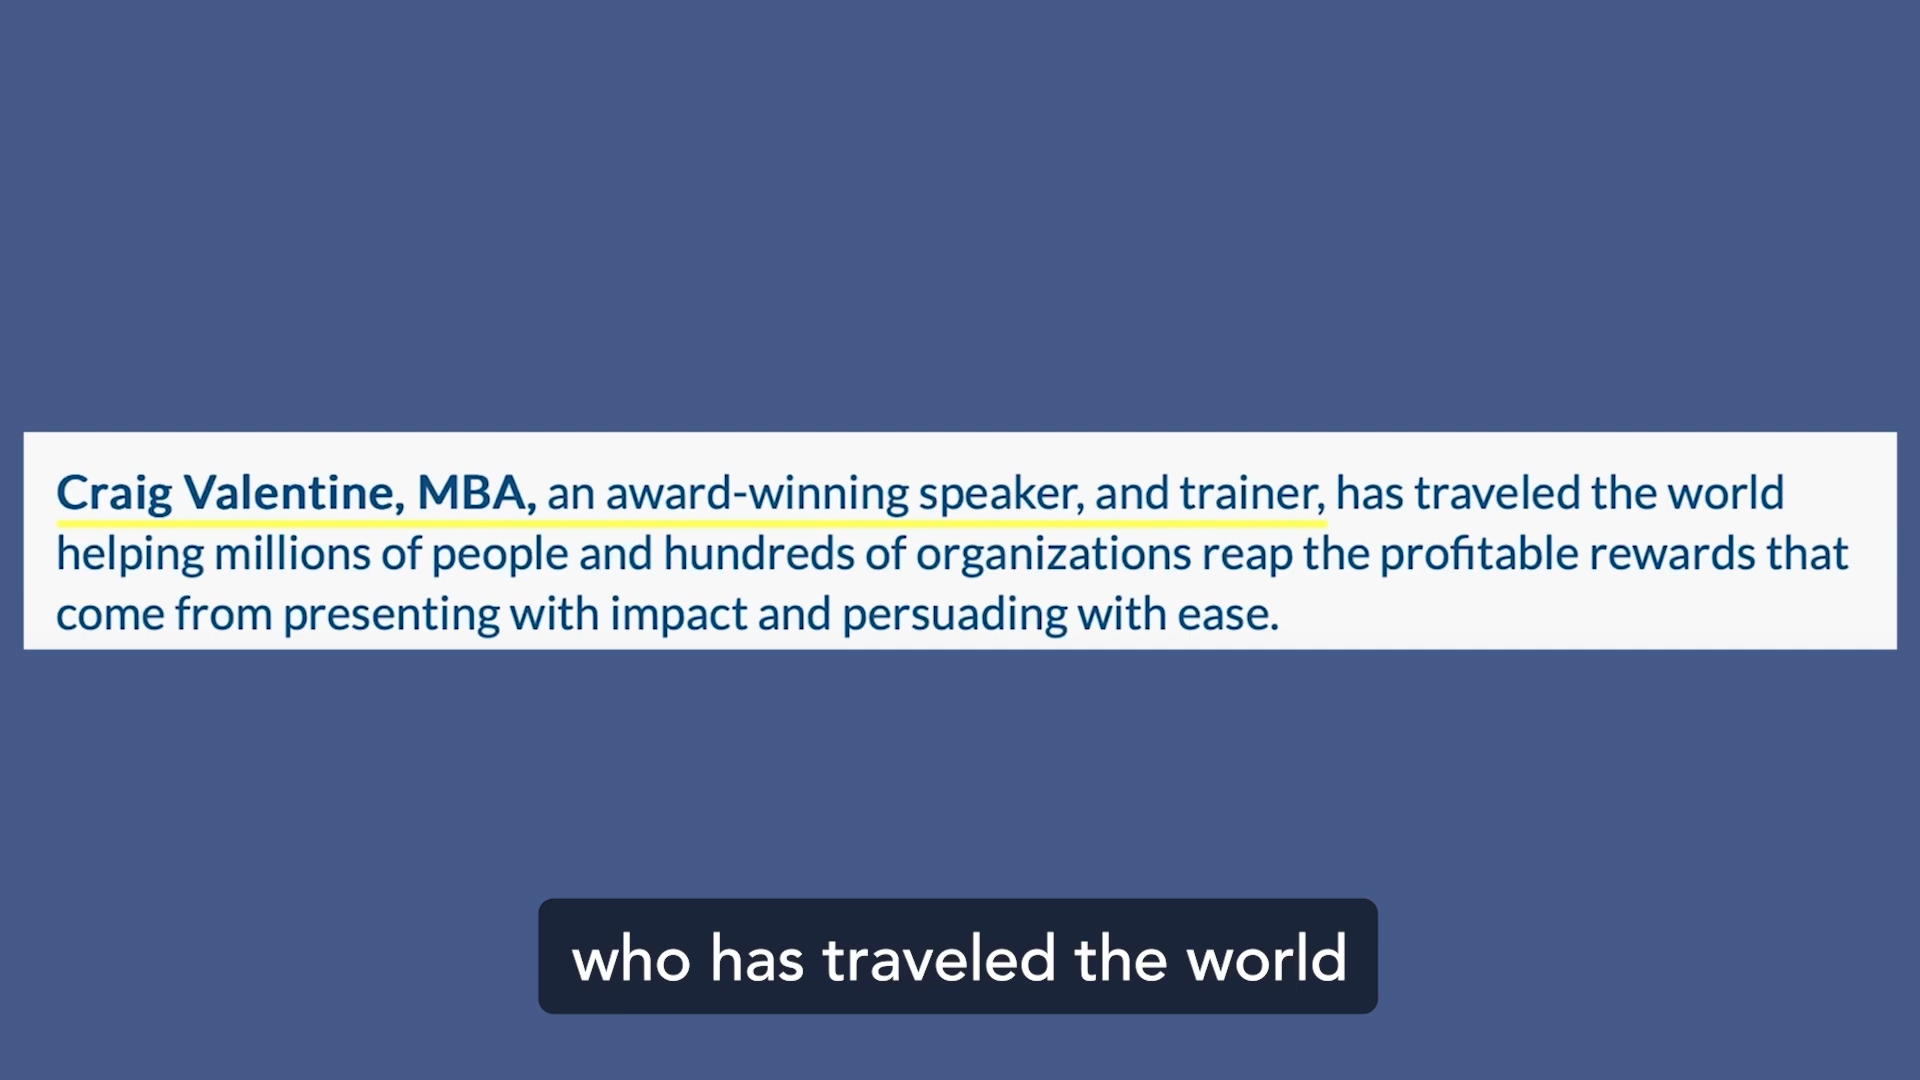 Craig Valentine, MBA, an award-winning speaker, and trainer, has traveled the world
helping millions of people and hundreds of organizations reap the profitable rewards that
come from presenting with impact and persuading with ease.
who has traveled the world